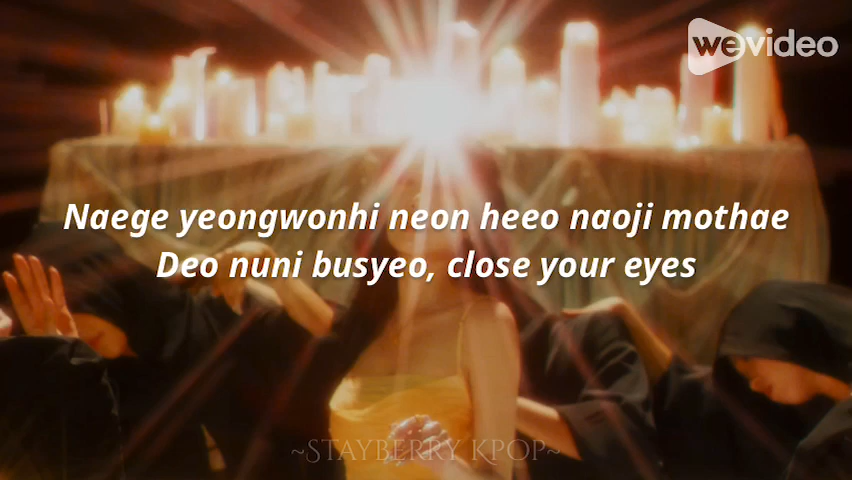 wevideo
Naege yeongwonhi neon heeo naoji mothae
Deo nuni busyeo, close your eyes
~STAYBERRY KPOP~